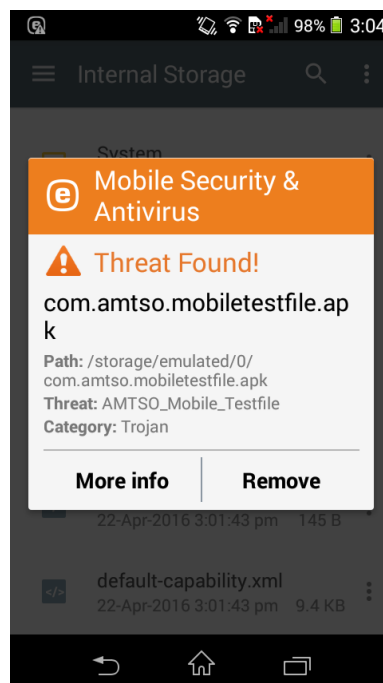 98% 3:04
Internal Storage
System
e
Mobile Security &
Antivirus
Threat Found!
com.amtso.mobiletestfile.ap
k
Path: /storage/emulated/0/
com.amtso.mobiletestfile.apk
Threat: AMTSO_Mobile_Testfile
Category: Trojan
More info Remove
22-Apr-2016 3:01:43 pm 145 B
</>
default-capability.xml
22-Apr-2016 3:01:43 pm 9.4 KB